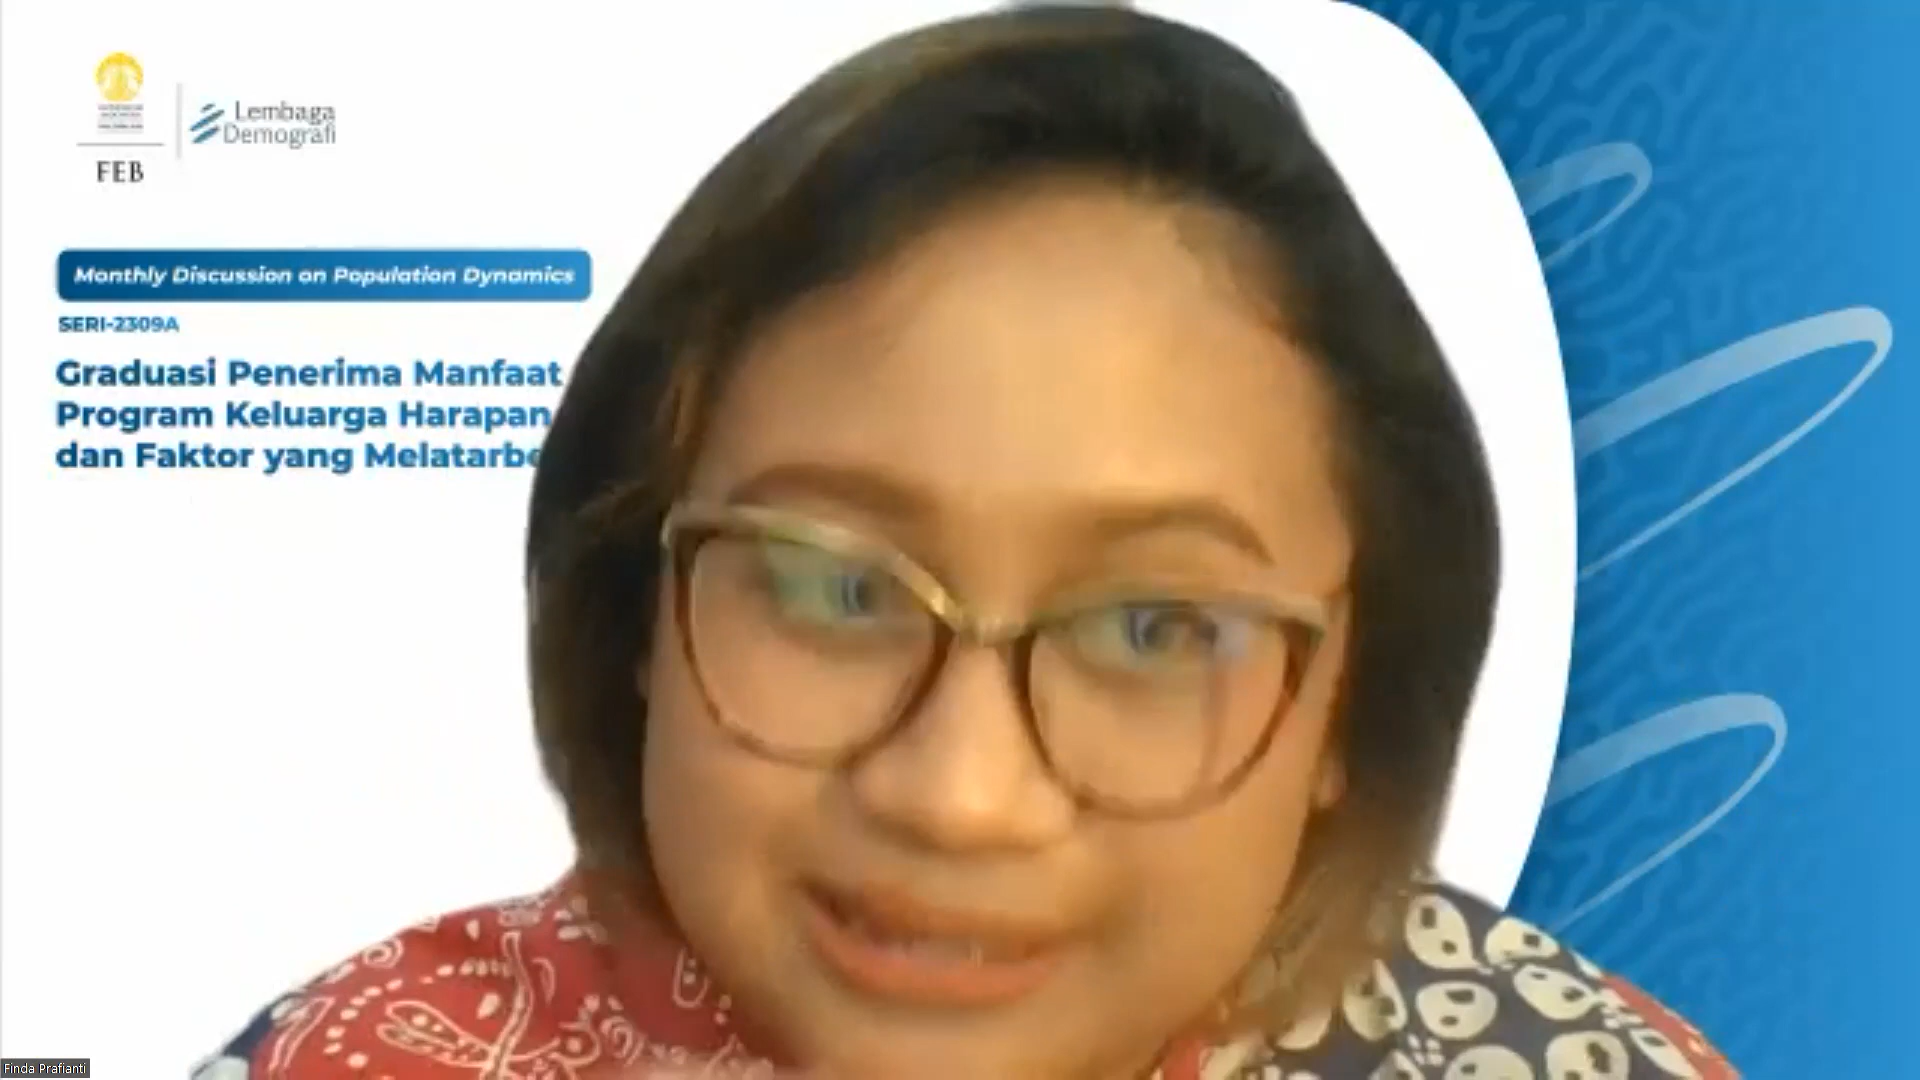 Lembaga
Demografi
FEB
Monthly Discussion on Population Dynamics
SERI-2309A
Graduasi Penerima Manfaat
Program Keluarga Harapan
dan Faktor yang Melatarbe
Finda Prafianti